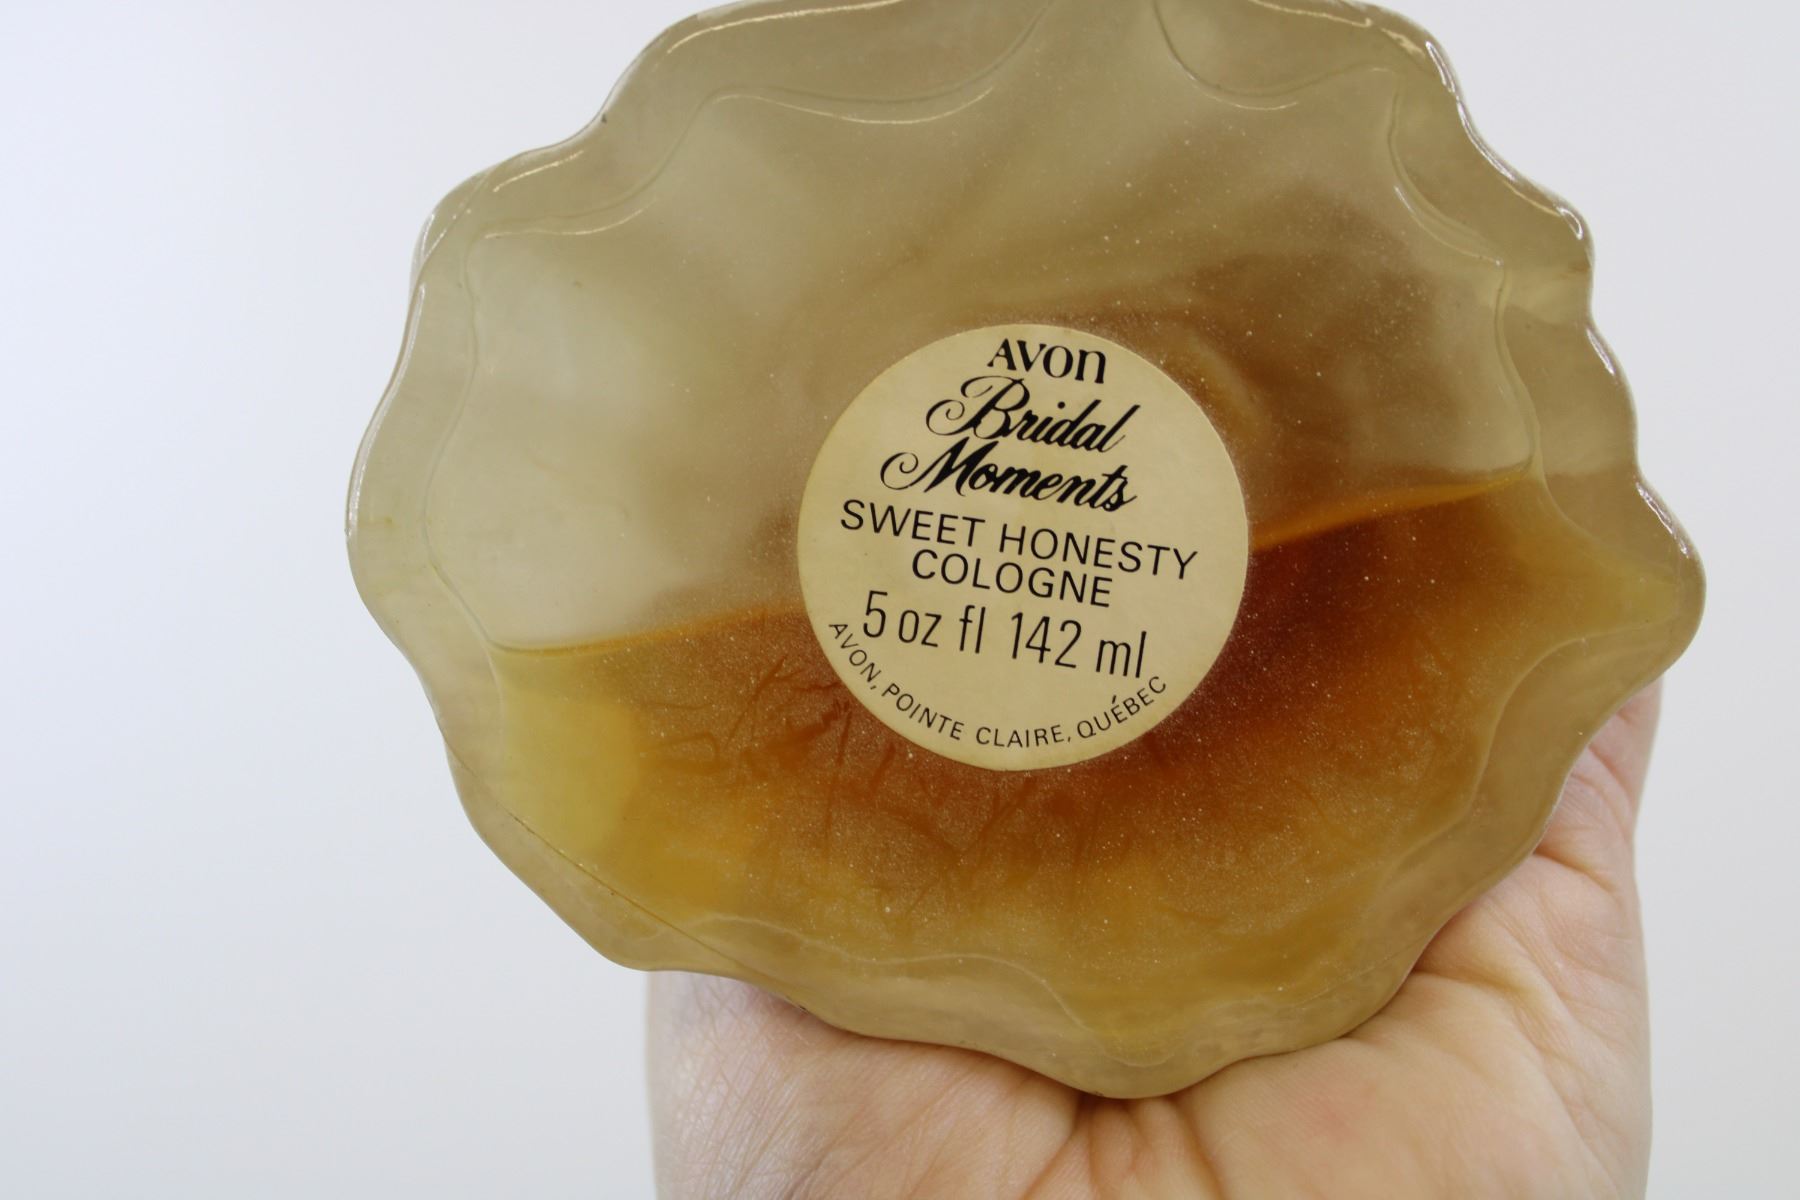 AVON
Bridal
Moments
SWEET HONESTY
COLOGNE
5 oz fl 142 ml
AVON, POINTE CLAIRE, QUÉBEC